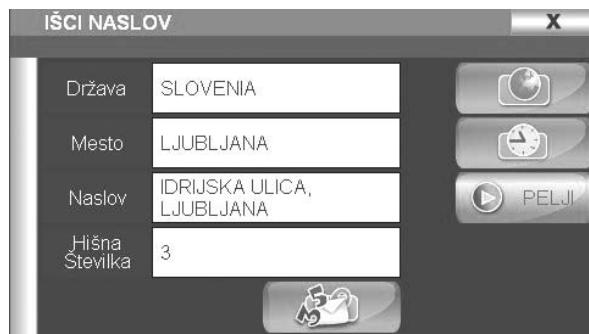 IŠCI NASLOV X
Država SLOVENIA
Mesto LJUBLJANA
Naslov IDRIJSKA ULICA,
LJUBLJANA
PELJI
Hišna
Številka 3